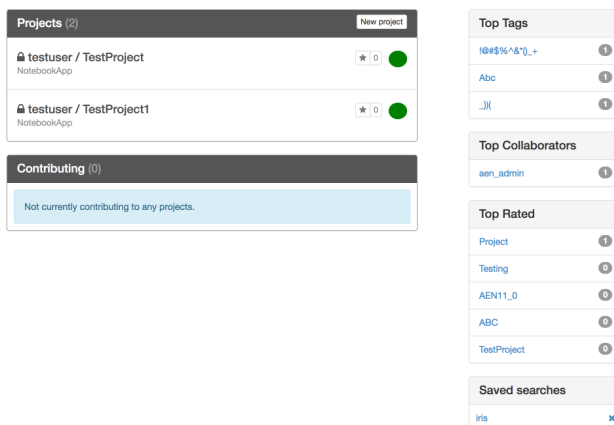 Projects (2)
New project
testuser / TestProject
0
NotebookApp
testuser / TestProject1
0
NotebookApp
Contributing (0)
Not currently contributing to any projects.
Top Tags
!@#$%^&*()_+
1
Abc
1
_))(
1
Top Collaborators
aen_admin
1
Top Rated
Project
1
Testing
0
AEN11_0
0
ABC
0
TestProject
0
Saved searches
iris